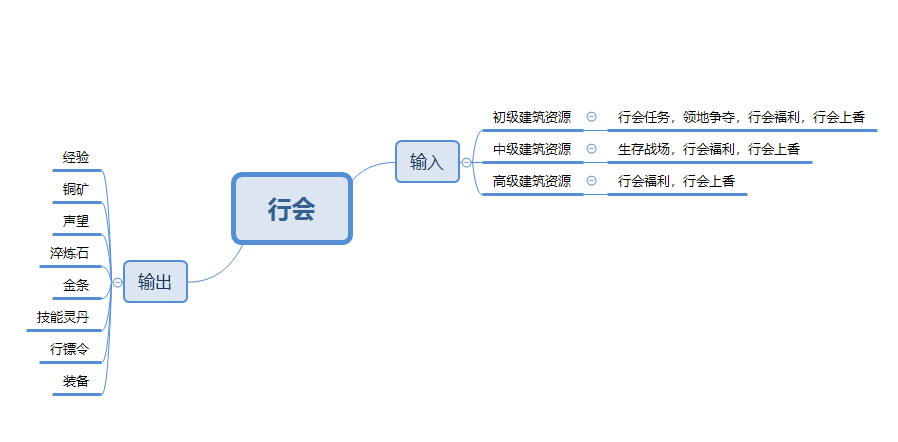 行会
输入
初级建筑资源
行会任务，领地争夺，行会福利，行会上香
中级建筑资源
生存战场，行会福利，行会上香
高级建筑资源
行会福利，行会上香
输出
经验
铜矿
声望
淬炼石
金条
技能灵丹
行镖令
装备